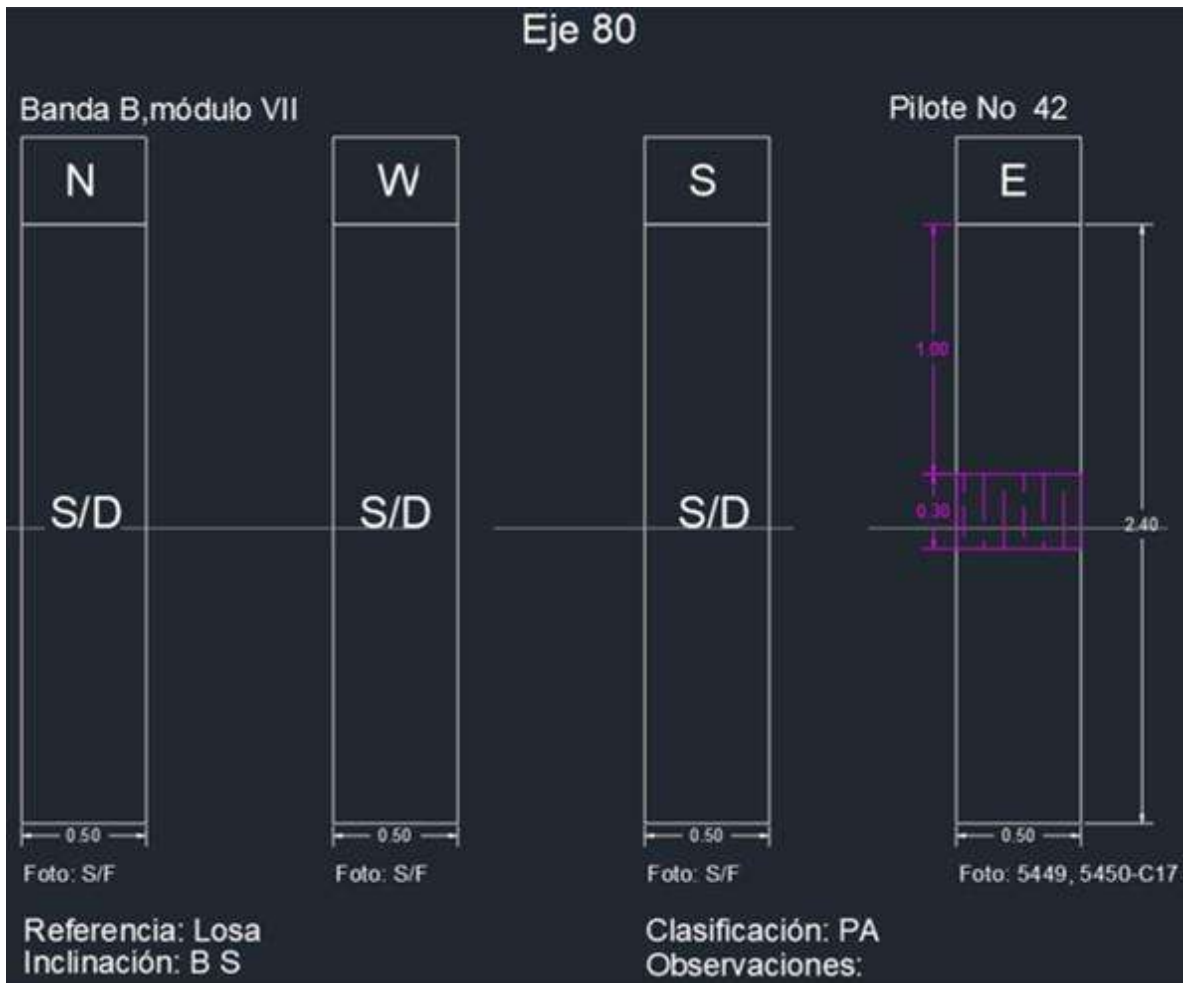 Eje 80
Banda B,módulo VII
Pilote No 42
N
W
S
E
1.00
S/D
S/D
S/D
0.30
2.40
0.50
0.50
0.50
0.50
Foto: S/F
Foto: S/F
Foto: S/F
Foto: 5449, 5450-C17
Referencia: Losa
Inclinación: B S
Clasificación: PA
Observaciones: